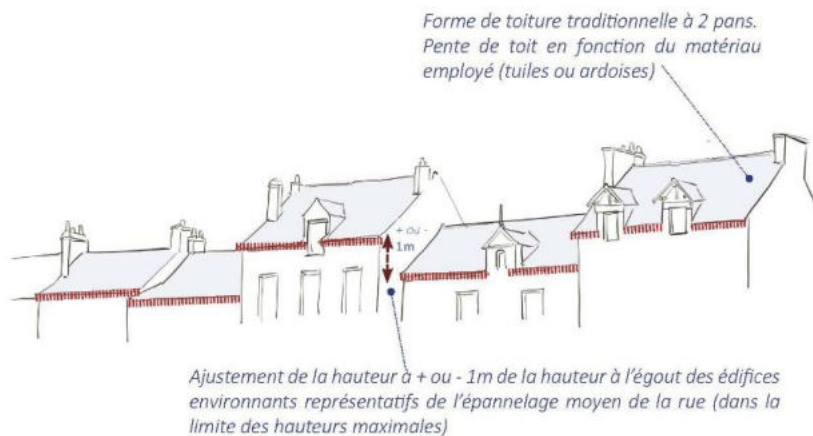 Forme de toiture traditionnelle à 2 pans.
Pente de toit en fonction du matériau
employé (tuiles ou ardoises)
+ ou -
1m
Ajustement de la hauteur à + ou - 1m de la hauteur à l'égout des édifices
environnants représentatifs de l'épannelage moyen de la rue (dans la
limite des hauteurs maximales)